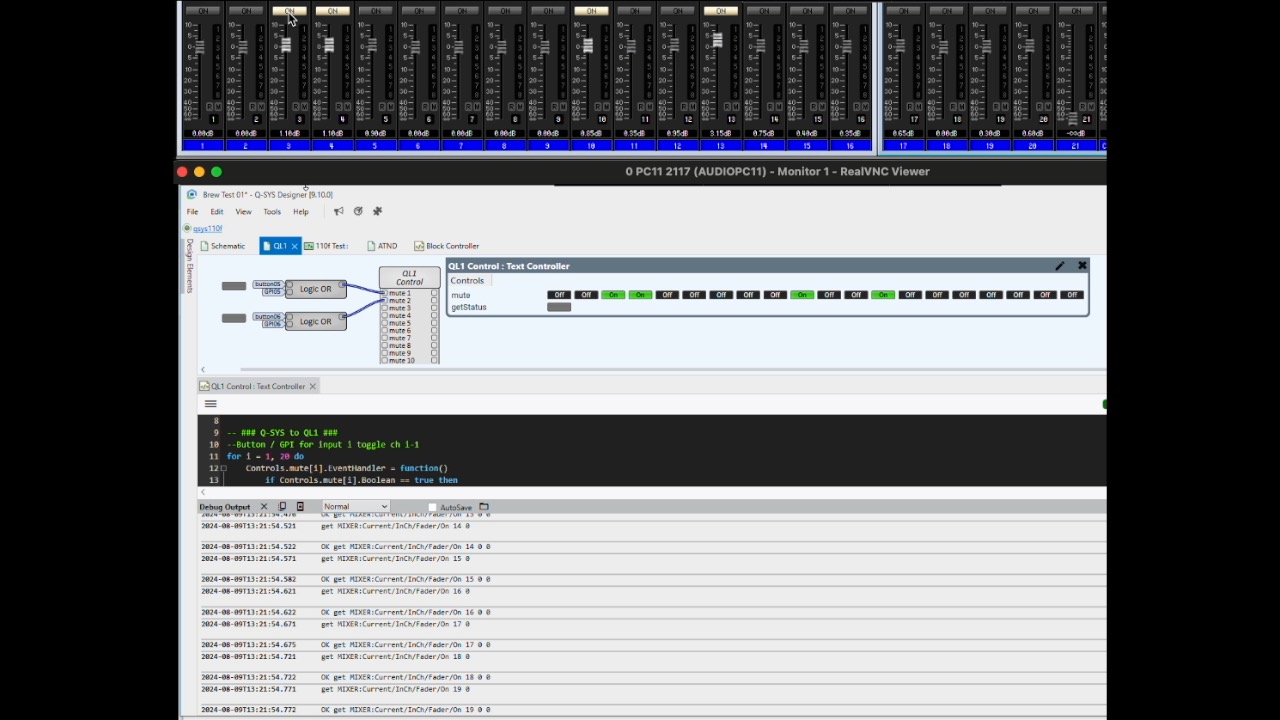 ON ON ON ON ON ON ON ON ON ON ON ON ON ON ON ON ON ON ON ON ON
1 2 3 4 5 6 7 8 9 10 11 12 13 14 15 16 17 18 19 20 21
0.00dB 0.00dB 1.10dB 1.10dB 0.90dB 0.00dB 0.00dB 0.00dB 0.00dB 0.85dB 0.35dB 0.95dB 3.15dB 0.75dB 0.40dB 0.35dB 0.65dB 0.00dB 0.30dB 0.60dB -∞dB
1 2 3 4 5 6 7 8 9 10 11 12 13 14 15 16 17 18 19 20 21
0 PC11 2117 (AUDIOPC11) - Monitor 1 - RealVNC Viewer
Brew Test 01* - Q-SYS Designer [9.10.0]
File Edit View Tools Help
qsys110f
Schematic QL1 110f Test: ATND Block Controller
Design Elements
QL1 Control : Text Controller
Controls
mute Off Off On On Off Off Off Off Off On Off Off On Off Off Off Off Off Off Off
getStatus
button05
GPI05
Logic OR
button06
GPI06
Logic OR
QL1
Control
mute 1
mute 2
mute 3
mute 4
mute 5
mute 6
mute 7
mute 8
mute 9
mute 10
QL1 Control : Text Controller
8
9 -- ### Q-SYS to QL1 ###
10 --Button / GPI for input i toggle ch i-1
11 for i = 1, 20 do
12 Controls.mute[i].EventHandler = function()
13 if Controls.mute[i].Boolean == true then
Debug Output Normal AutoSave
2024-08-09T13:21:54.470 OK get MIXER:Current/InCh/Fader/On 13 0 0
2024-08-09T13:21:54.521 get MIXER:Current/InCh/Fader/On 14 0
2024-08-09T13:21:54.522 OK get MIXER:Current/InCh/Fader/On 14 0 0
2024-08-09T13:21:54.571 get MIXER:Current/InCh/Fader/On 15 0
2024-08-09T13:21:54.582 OK get MIXER:Current/InCh/Fader/On 15 0 0
2024-08-09T13:21:54.621 get MIXER:Current/InCh/Fader/On 16 0
2024-08-09T13:21:54.622 OK get MIXER:Current/InCh/Fader/On 16 0 0
2024-08-09T13:21:54.671 get MIXER:Current/InCh/Fader/On 17 0
2024-08-09T13:21:54.675 OK get MIXER:Current/InCh/Fader/On 17 0 0
2024-08-09T13:21:54.721 get MIXER:Current/InCh/Fader/On 18 0
2024-08-09T13:21:54.722 OK get MIXER:Current/InCh/Fader/On 18 0 0
2024-08-09T13:21:54.771 get MIXER:Current/InCh/Fader/On 19 0
2024-08-09T13:21:54.772 OK get MIXER:Current/InCh/Fader/On 19 0 0